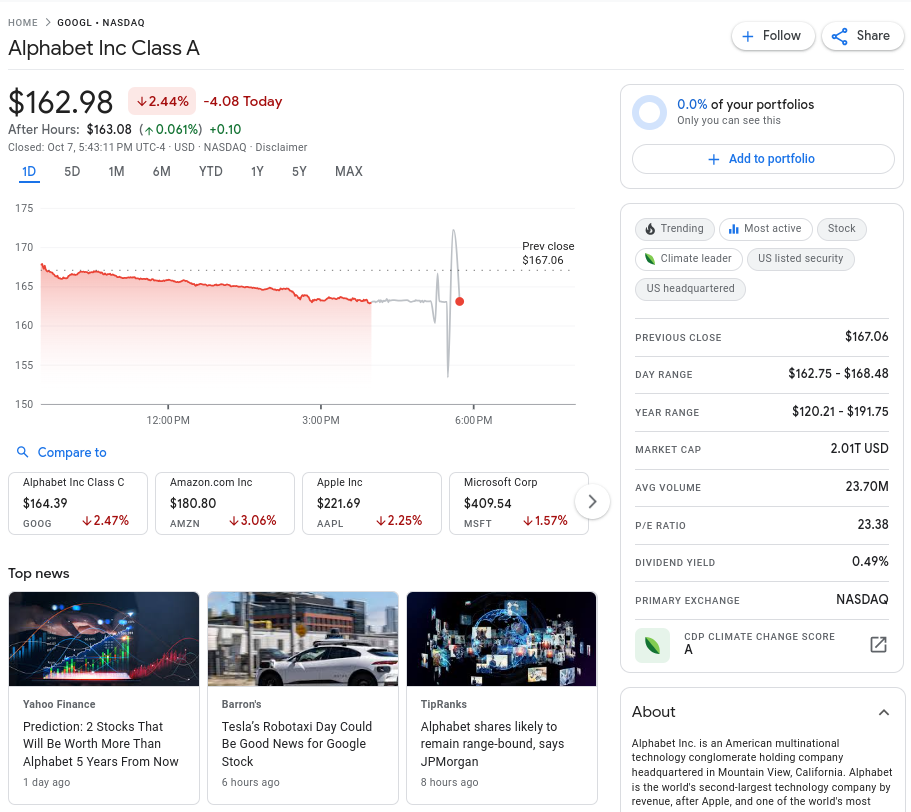 HOME > GOOGL • NASDAQ
Alphabet Inc Class A
+ Follow
Share
$162.98 ↓2.44% -4.08 Today
After Hours: $163.08 (↑0.061%) +0.10
Closed: Oct 7, 5:43:11 PM UTC-4 · USD · NASDAQ · Disclaimer
1D 5D 1M 6M YTD 1Y 5Y MAX
175
170
165
160
155
150
Prev close
$167.06
12:00 PM 3:00 PM 6:00 PM
Compare to
Alphabet Inc Class C
$164.39
GOOG ↓2.47%
Amazon.com Inc
$180.80
AMZN ↓3.06%
Apple Inc
$221.69
AAPL ↓2.25%
Microsoft Corp
$409.54
MSFT ↓1.57%
Top news
Yahoo Finance
Prediction: 2 Stocks That
Will Be Worth More Than
Alphabet 5 Years From Now
1 day ago
Barron's
Tesla's Robotaxi Day Could
Be Good News for Google
Stock
6 hours ago
TipRanks
Alphabet shares likely to
remain range-bound, says
JPMorgan
8 hours ago
0.0% of your portfolios
Only you can see this
+ Add to portfolio
Trending
Most active
Stock
Climate leader
US listed security
US headquartered
PREVIOUS CLOSE $167.06
DAY RANGE $162.75 - $168.48
YEAR RANGE $120.21 - $191.75
MARKET CAP 2.01T USD
AVG VOLUME 23.70M
P/E RATIO 23.38
DIVIDEND YIELD 0.49%
PRIMARY EXCHANGE NASDAQ
CDP CLIMATE CHANGE SCORE
A
About
Alphabet Inc. is an American multinational
technology conglomerate holding company
headquartered in Mountain View, California. Alphabet
is the world's second-largest technology company by
revenue, after Apple, and one of the world's most